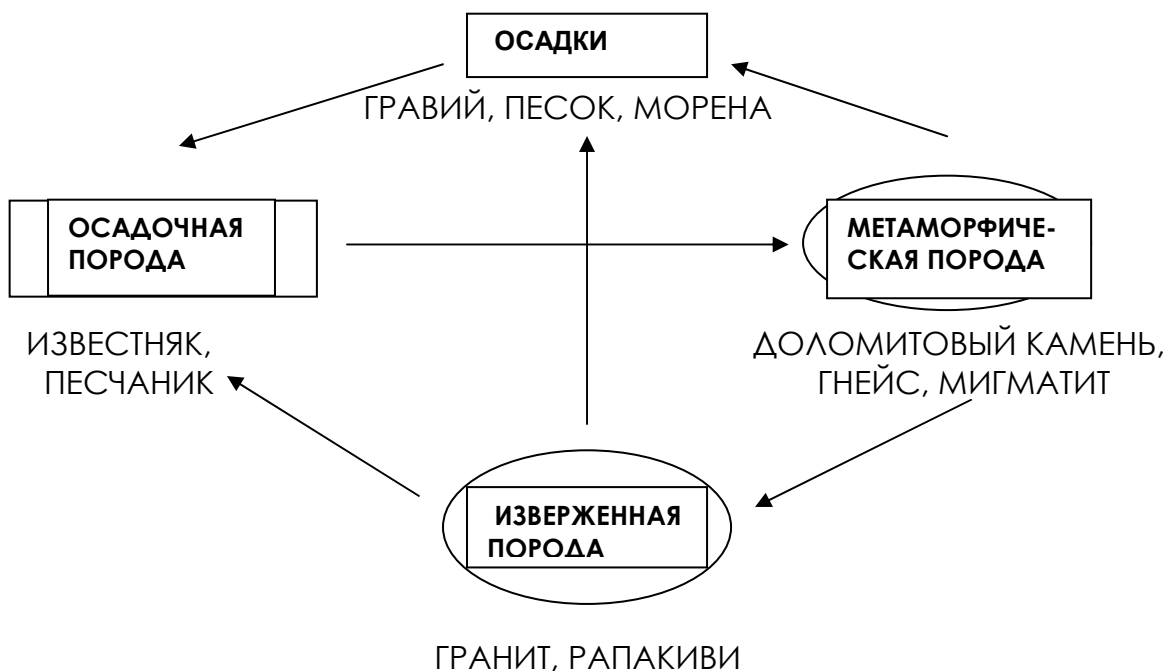 ОСАДКИ
ГРАВИЙ, ПЕСОК, МОРЕНА
ОСАДОЧНАЯ
ПОРОДА
МЕТАМОРФИЧЕ-
СКАЯ ПОРОДА
ИЗВЕСТНЯК,
ПЕСЧАНИК
ДОЛОМИТОВЫЙ КАМЕНЬ,
ГНЕЙС, МИГМАТИТ
ИЗВЕРЖЕННАЯ
ПОРОДА
ГРАНИТ, РАПАКИВИ